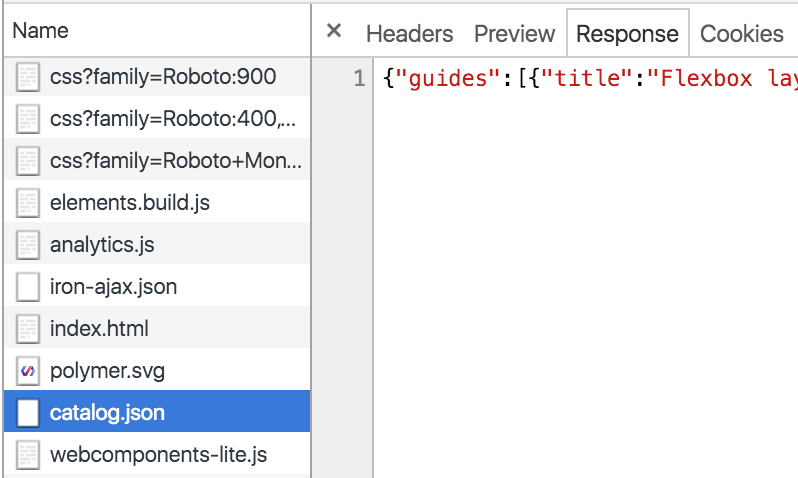 Name
css?family=Roboto:900
css?family=Roboto:400,...
css?family=Roboto+Mon...
elements.build.js
analytics.js
iron-ajax.json
index.html
polymer.svg
catalog.json
webcomponents-lite.js
× Headers Preview Response Cookies
1 {"guides":[{"title":"Flexbox lay